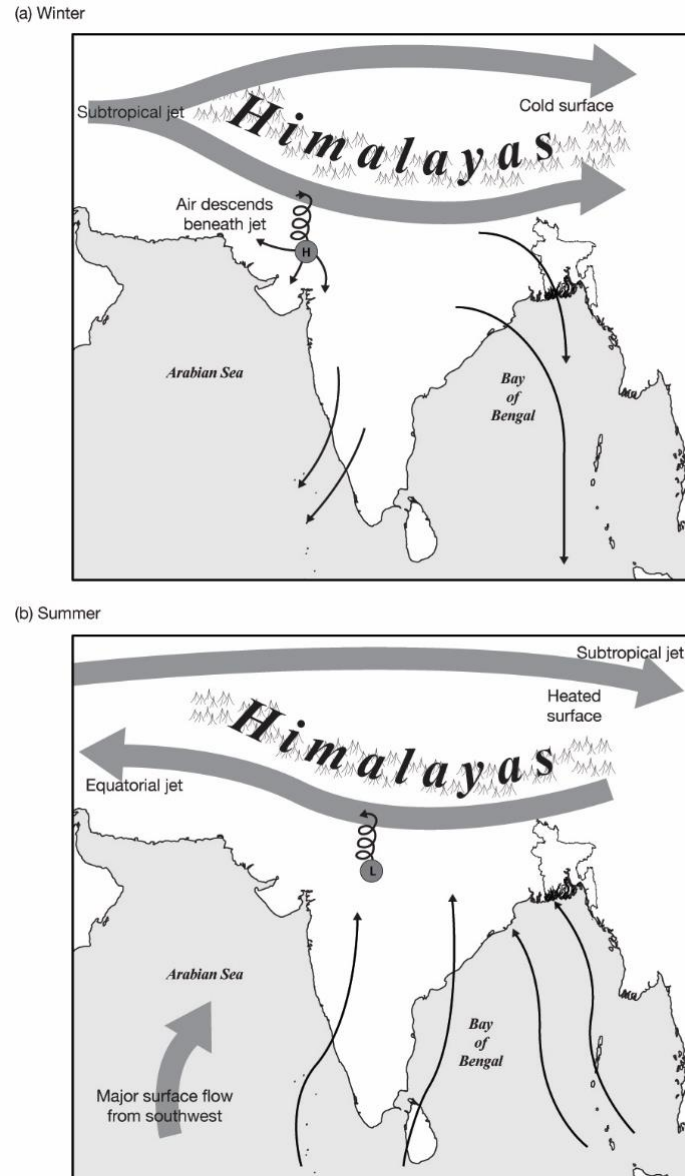 (a) Winter
Subtropical jet
Himalayas
Cold surface
Air descends
beneath jet
H
Arabian Sea
Bay
of
Bengal
(b) Summer
Subtropical jet
Himalayas
Heated
surface
Equatorial jet
L
Arabian Sea
Bay
of
Bengal
Major surface flow
from southwest